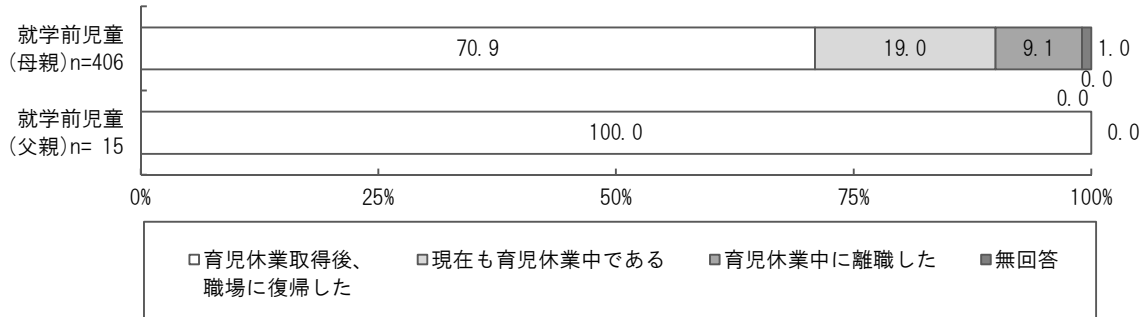 就学前児童
(母親)n=406
70.9
19.0
9.1
1.0
0.0
0.0
就学前児童
(父親)n= 15
100.0
0.0
0%
25%
50%
75%
100%
□育児休業取得後、
職場に復帰した
□現在も育児休業中である
■育児休業中に離職した
■無回答